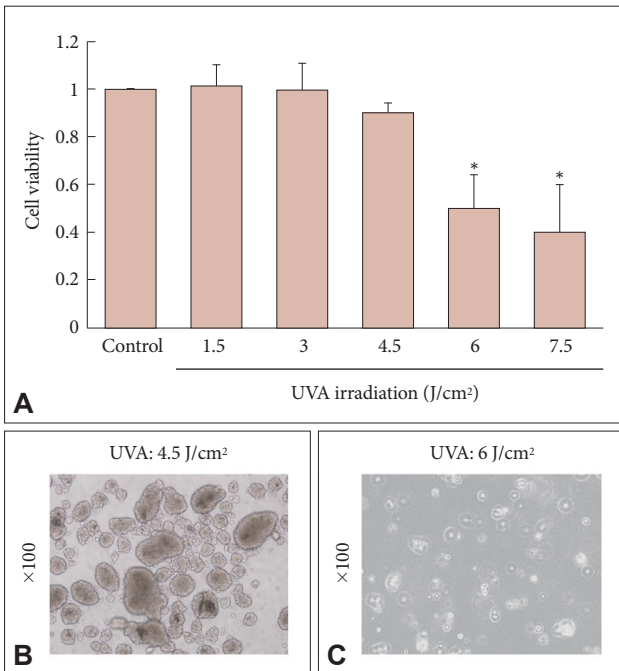 1.2
1
0.8
0.6
0.4
0.2
0
Cell viability
*
*
Control
1.5
3
4.5
6
7.5
UVA irradiation (J/cm²)
A
UVA: 4.5 J/cm²
×100
B
UVA: 6 J/cm²
×100
C